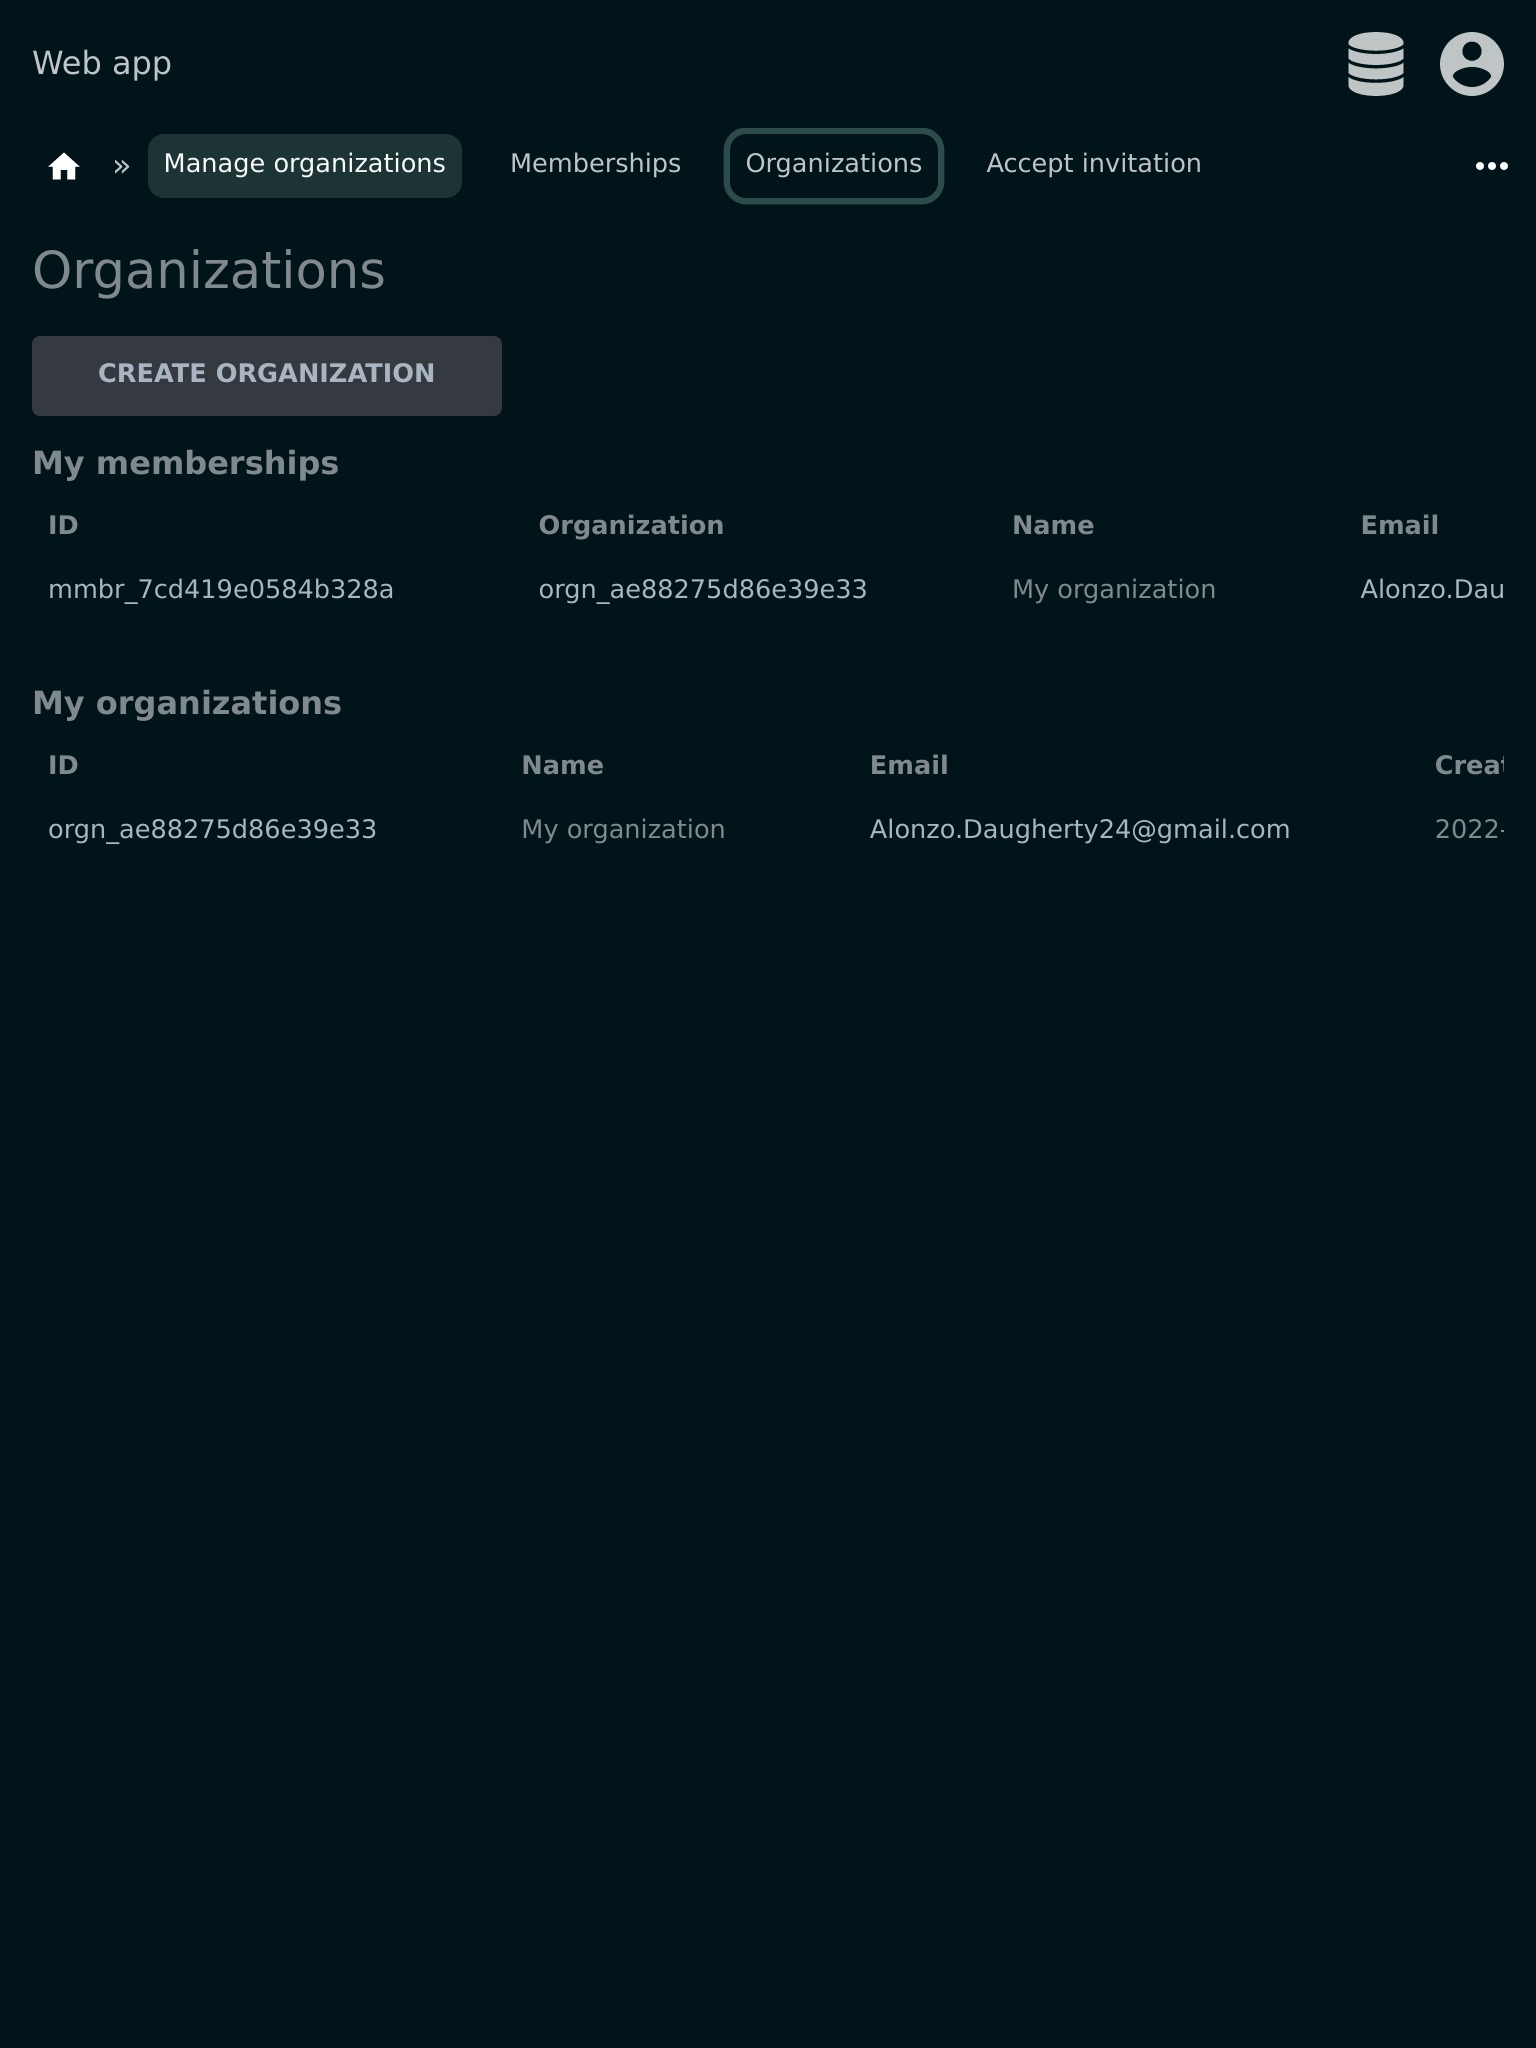 Web app
» Manage organizations Memberships Organizations Accept invitation
Organizations
CREATE ORGANIZATION
My memberships
ID Organization Name Email
mmbr_7cd419e0584b328a orgn_ae88275d86e39e33 My organization Alonzo.Dau
My organizations
ID Name Email Creat
orgn_ae88275d86e39e33 My organization Alonzo.Daugherty24@gmail.com 2022-